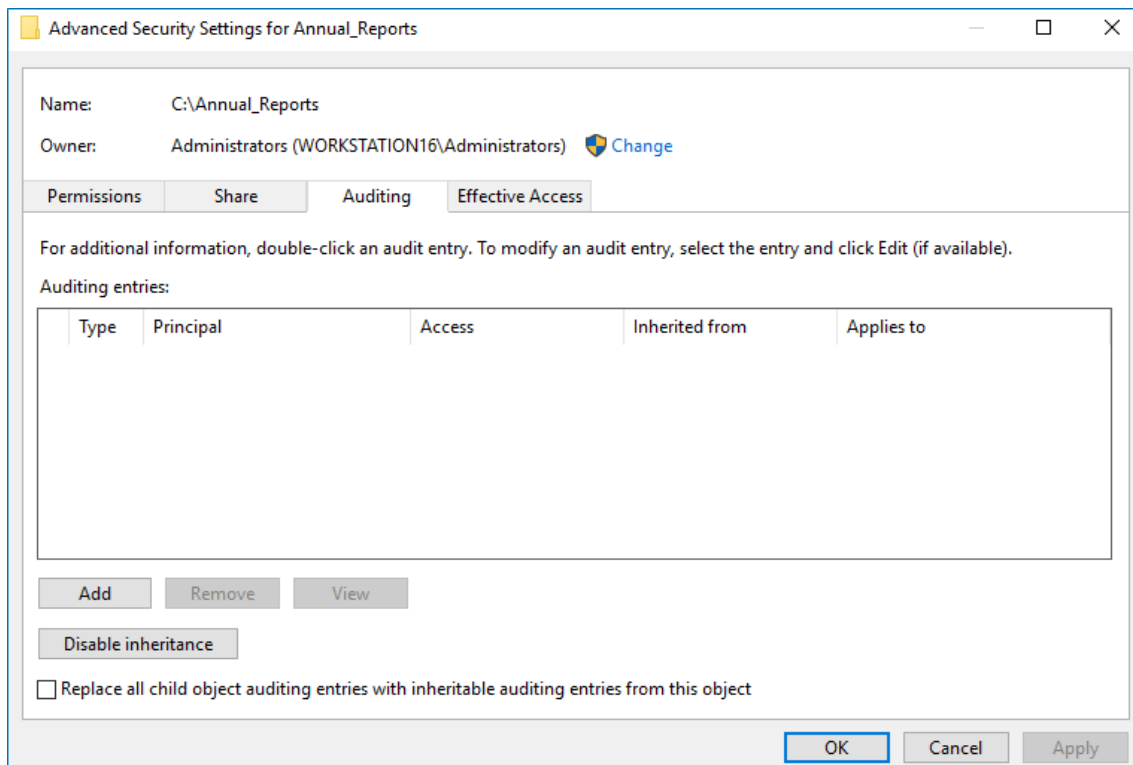 Advanced Security Settings for Annual_Reports
Name: C:\Annual_Reports
Owner: Administrators (WORKSTATION16\Administrators) Change
Permissions Share Auditing Effective Access
For additional information, double-click an audit entry. To modify an audit entry, select the entry and click Edit (if available).
Auditing entries:
Type Principal Access Inherited from Applies to
Add Remove View
Disable inheritance
Replace all child object auditing entries with inheritable auditing entries from this object
OK Cancel Apply